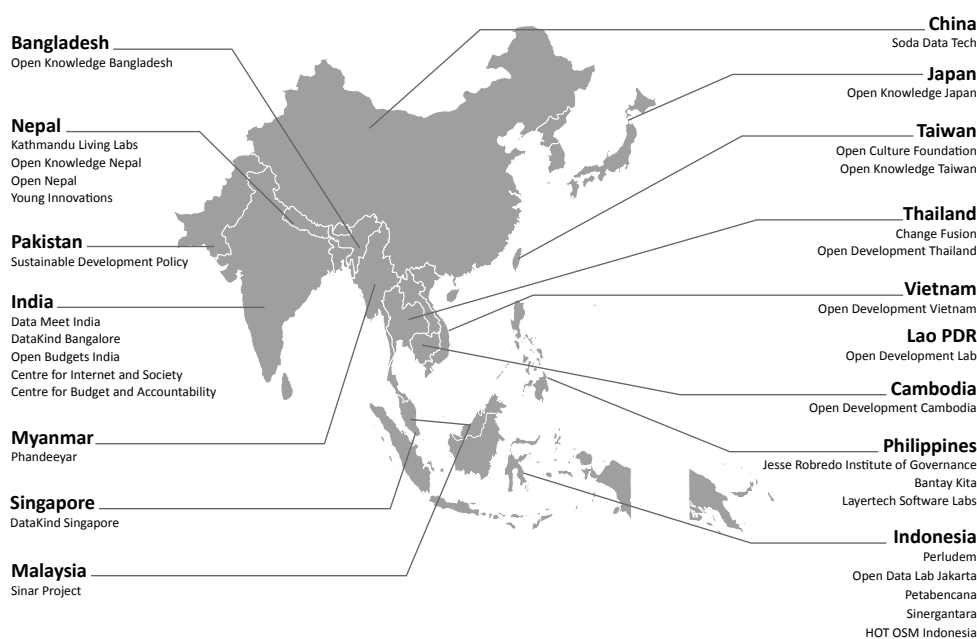 Bangladesh
Open Knowledge Bangladesh
Nepal
Kathmandu Living Labs
Open Knowledge Nepal
Open Nepal
Young Innovations
Pakistan
Sustainable Development Policy
India
Data Meet India
DataKind Bangalore
Open Budgets India
Centre for Internet and Society
Centre for Budget and Accountability
Myanmar
Phandeeyar
Singapore
DataKind Singapore
Malaysia
Sinar Project
China
Soda Data Tech
Japan
Open Knowledge Japan
Taiwan
Open Culture Foundation
Open Knowledge Taiwan
Thailand
Change Fusion
Open Development Thailand
Vietnam
Open Development Vietnam
Lao PDR
Open Development Lab
Cambodia
Open Development Cambodia
Philippines
Jesse Robredo Institute of Governance
Bantay Kita
Layertech Software Labs
Indonesia
Perludem
Open Data Lab Jakarta
Petabencana
Sinergantara
HOT OSM Indonesia